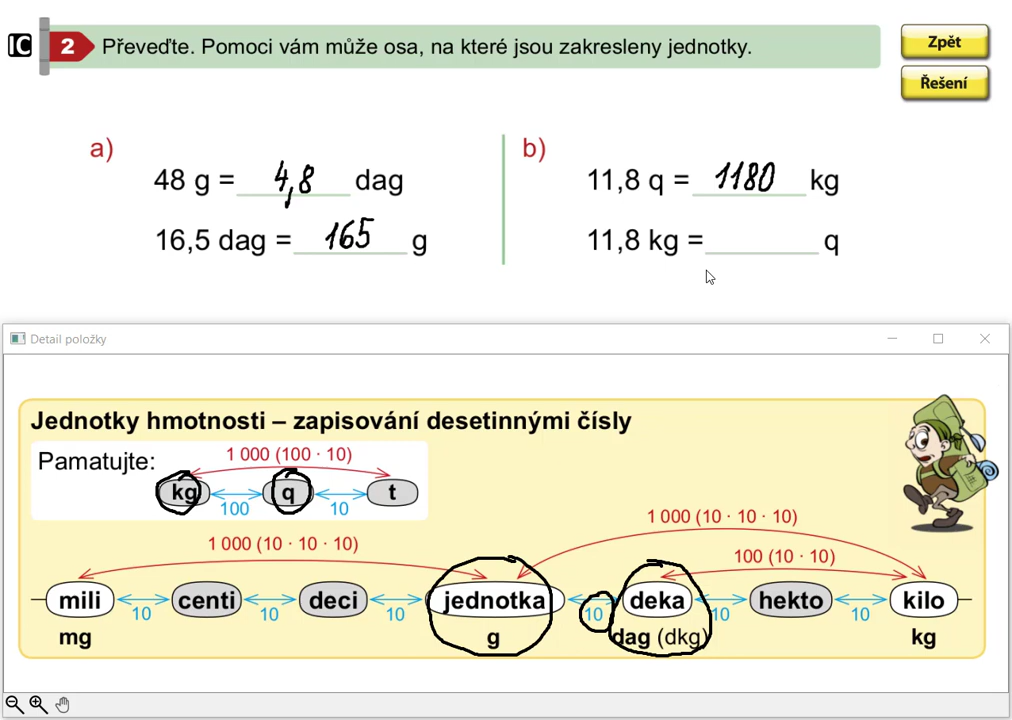 IC 2 Převeďte. Pomoci vám může osa, na které jsou zakresleny jednotky.
Zpět
Řešení
a)
48 g = 4,8 dag
16,5 dag = 165 g
b)
11,8 q = 1180 kg
11,8 kg = ______ q
Detail položky
Jednotky hmotnosti – zapisování desetinnými čísly
Pamatujte:
1 000 (100 · 10)
kg q t
100 10
1 000 (10 · 10 · 10)
1 000 (10 · 10 · 10)
100 (10 · 10)
mili centi deci jednotka deka hekto kilo
10 10 10 10 10 10
mg g dag (dkg) kg